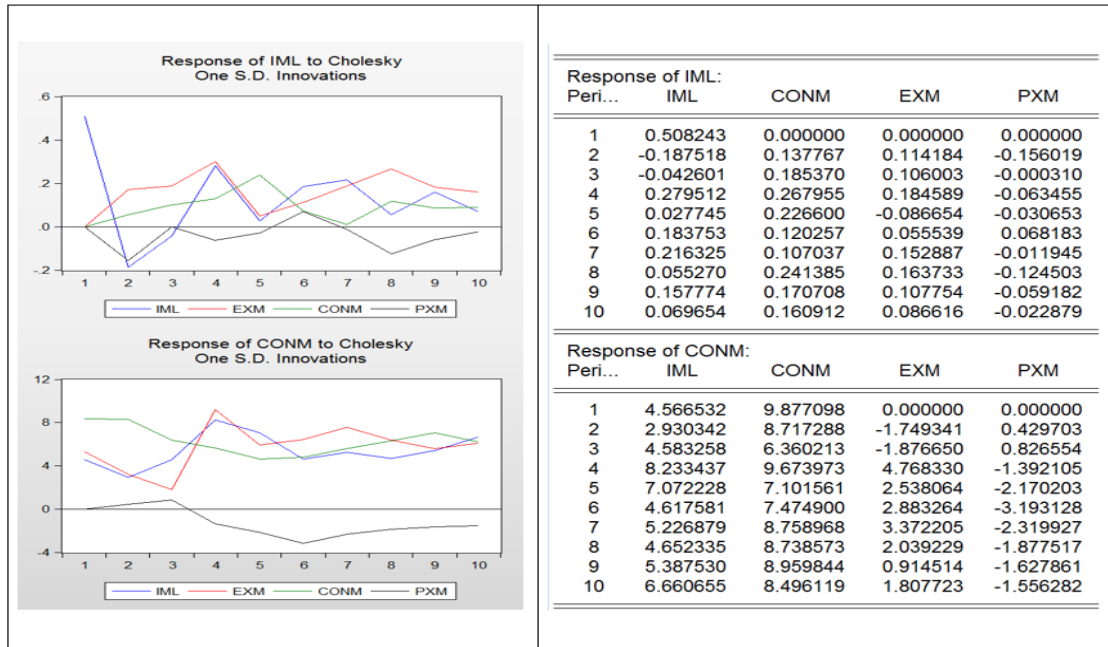 Response of IML to Cholesky
One S.D. Innovations
.6
.4
.2
.0
-.2
1 2 3 4 5 6 7 8 9 10
IML EXM CONM PXM
Response of CONM to Cholesky
One S.D. Innovations
12
8
4
0
-4
1 2 3 4 5 6 7 8 9 10
IML EXM CONM PXM
Response of IML:
Peri... IML CONM EXM PXM
1 0.508243 0.000000 0.000000 0.000000
2 -0.187518 0.137767 0.114184 -0.156019
3 -0.042601 0.185370 0.106003 -0.000310
4 0.279512 0.267955 0.184589 -0.063455
5 0.027745 0.226600 -0.086654 -0.030653
6 0.183753 0.120257 0.055539 0.068183
7 0.216325 0.107037 0.152887 -0.011945
8 0.055270 0.241385 0.163733 -0.124503
9 0.157774 0.170708 0.107754 -0.059182
10 0.069654 0.160912 0.086616 -0.022879
Response of CONM:
Peri... IML CONM EXM PXM
1 4.566532 9.877098 0.000000 0.000000
2 2.930342 8.717288 -1.749341 0.429703
3 4.583258 6.360213 -1.876650 0.826554
4 8.233437 9.673973 4.768330 -1.392105
5 7.072228 7.101561 2.538064 -2.170203
6 4.617581 7.474900 2.883264 -3.193128
7 5.226879 8.758968 3.372205 -2.319927
8 4.652335 8.738573 2.039229 -1.877517
9 5.387530 8.959844 0.914514 -1.627861
10 6.660655 8.496119 1.807723 -1.556282